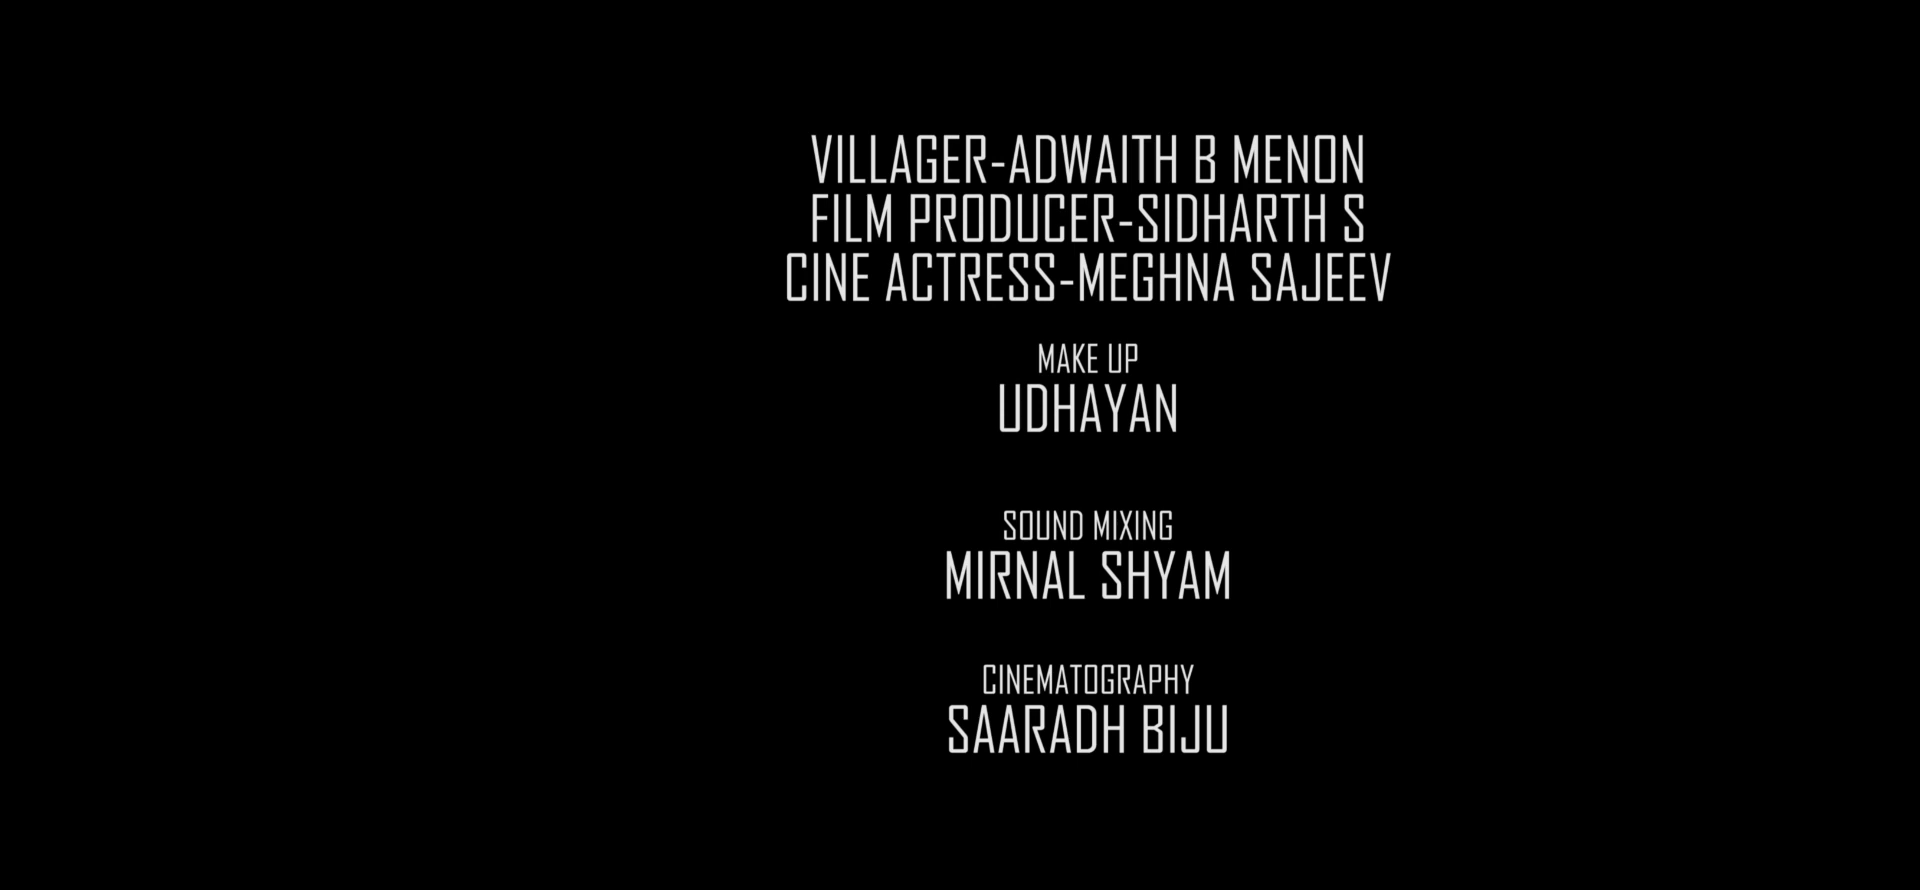 VILLAGER-ADWAITH B MENON
FILM PRODUCER-SIDHARTH S
CINE ACTRESS-MEGHNA SAJEEV
MAKE UP
UDHAYAN
SOUND MIXING
MIRNAL SHYAM
CINEMATOGRAPHY
SAARADH BIJU